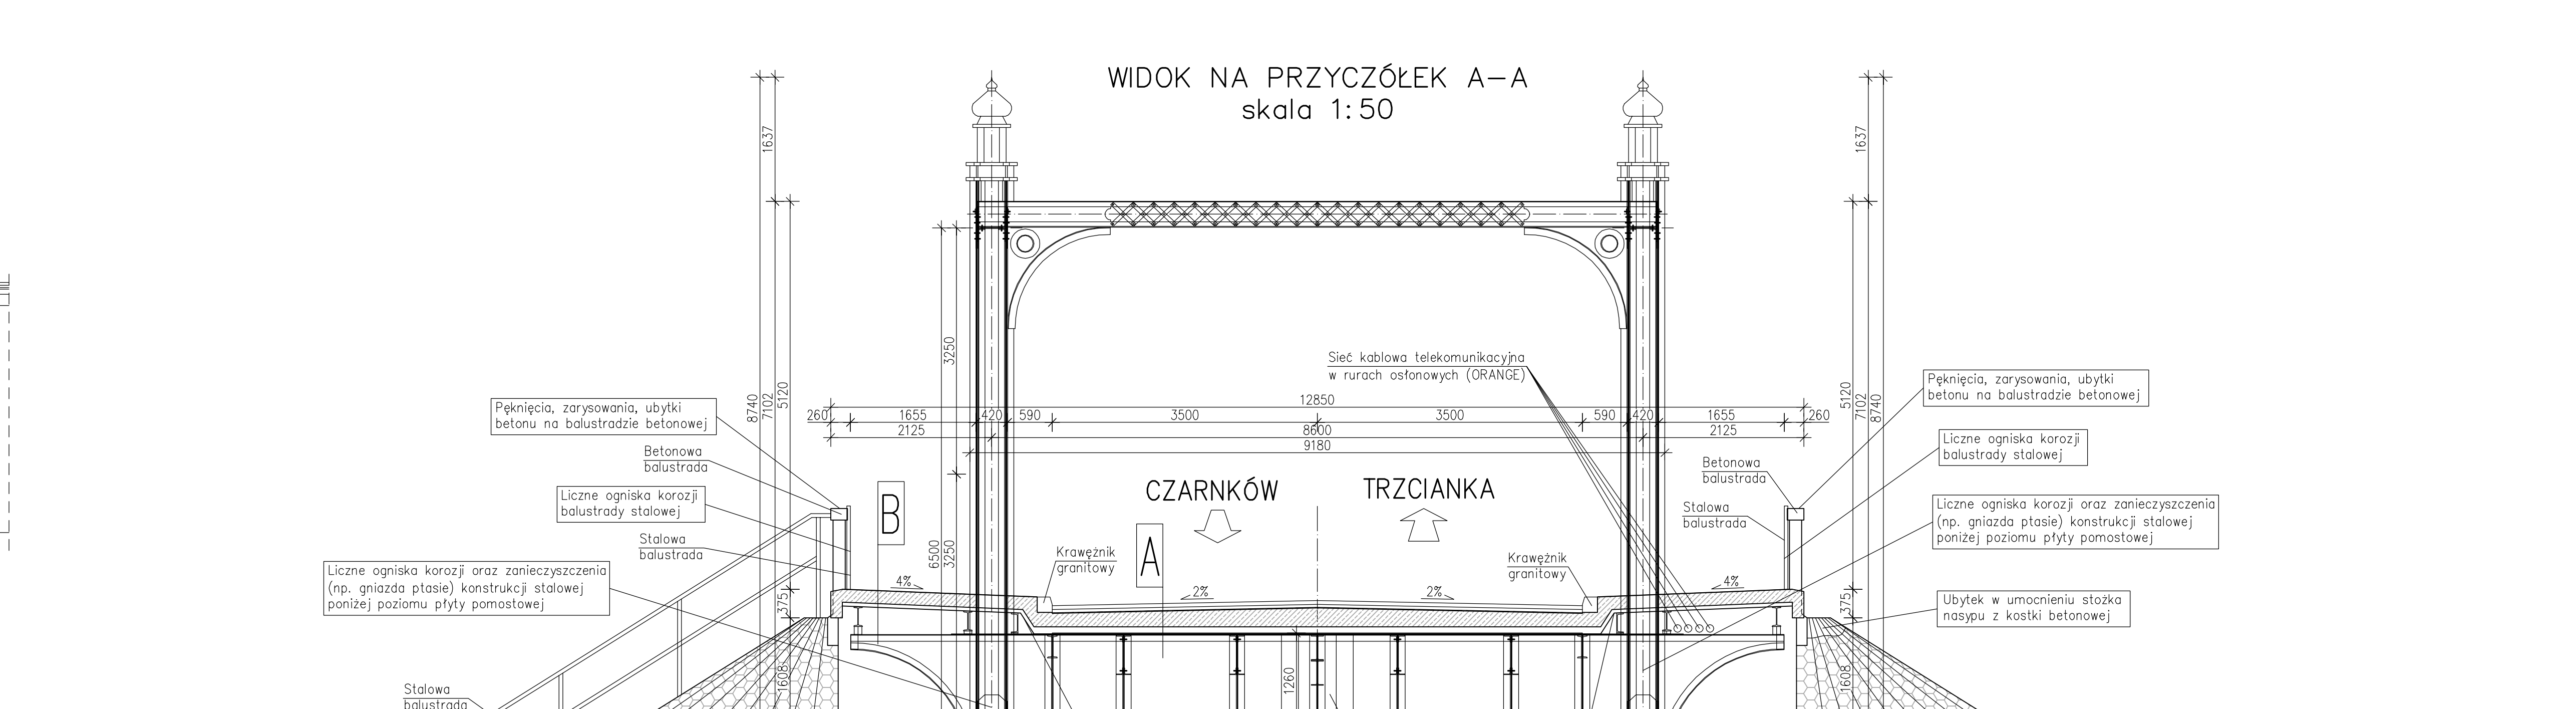 WIDOK NA PRZYCZÓŁEK A-A
skala 1:50
1637
1637
3250
Sieć kablowa telekomunikacyjna
w rurach osłonowych (ORANGE)
8740
7102
5120
5120
7102
8740
12850
260
1655
420
590
3500
3500
590
420
1655
260
2125
8600
2125
9180
Pęknięcia, zarysowania, ubytki
betonu na balustradzie betonowej
Betonowa
balustrada
Liczne ogniska korozji
balustrady stalowej
Stalowa
balustrada
Liczne ogniska korozji oraz zanieczyszczenia
(np. gniazda ptasie) konstrukcji stalowej
poniżej poziomu płyty pomostowej
Stalowa
balustrada
B
6500
3250
CZARNKÓW
TRZCIANKA
A
Krawężnik
granitowy
Krawężnik
granitowy
4%
2%
2%
4%
375
375
1608
1260
1608
Pęknięcia, zarysowania, ubytki
betonu na balustradzie betonowej
Liczne ogniska korozji
balustrady stalowej
Betonowa
balustrada
Stalowa
balustrada
Liczne ogniska korozji oraz zanieczyszczenia
(np. gniazda ptasie) konstrukcji stalowej
poniżej poziomu płyty pomostowej
Ubytek w umocnieniu stożka
nasypu z kostki betonowej